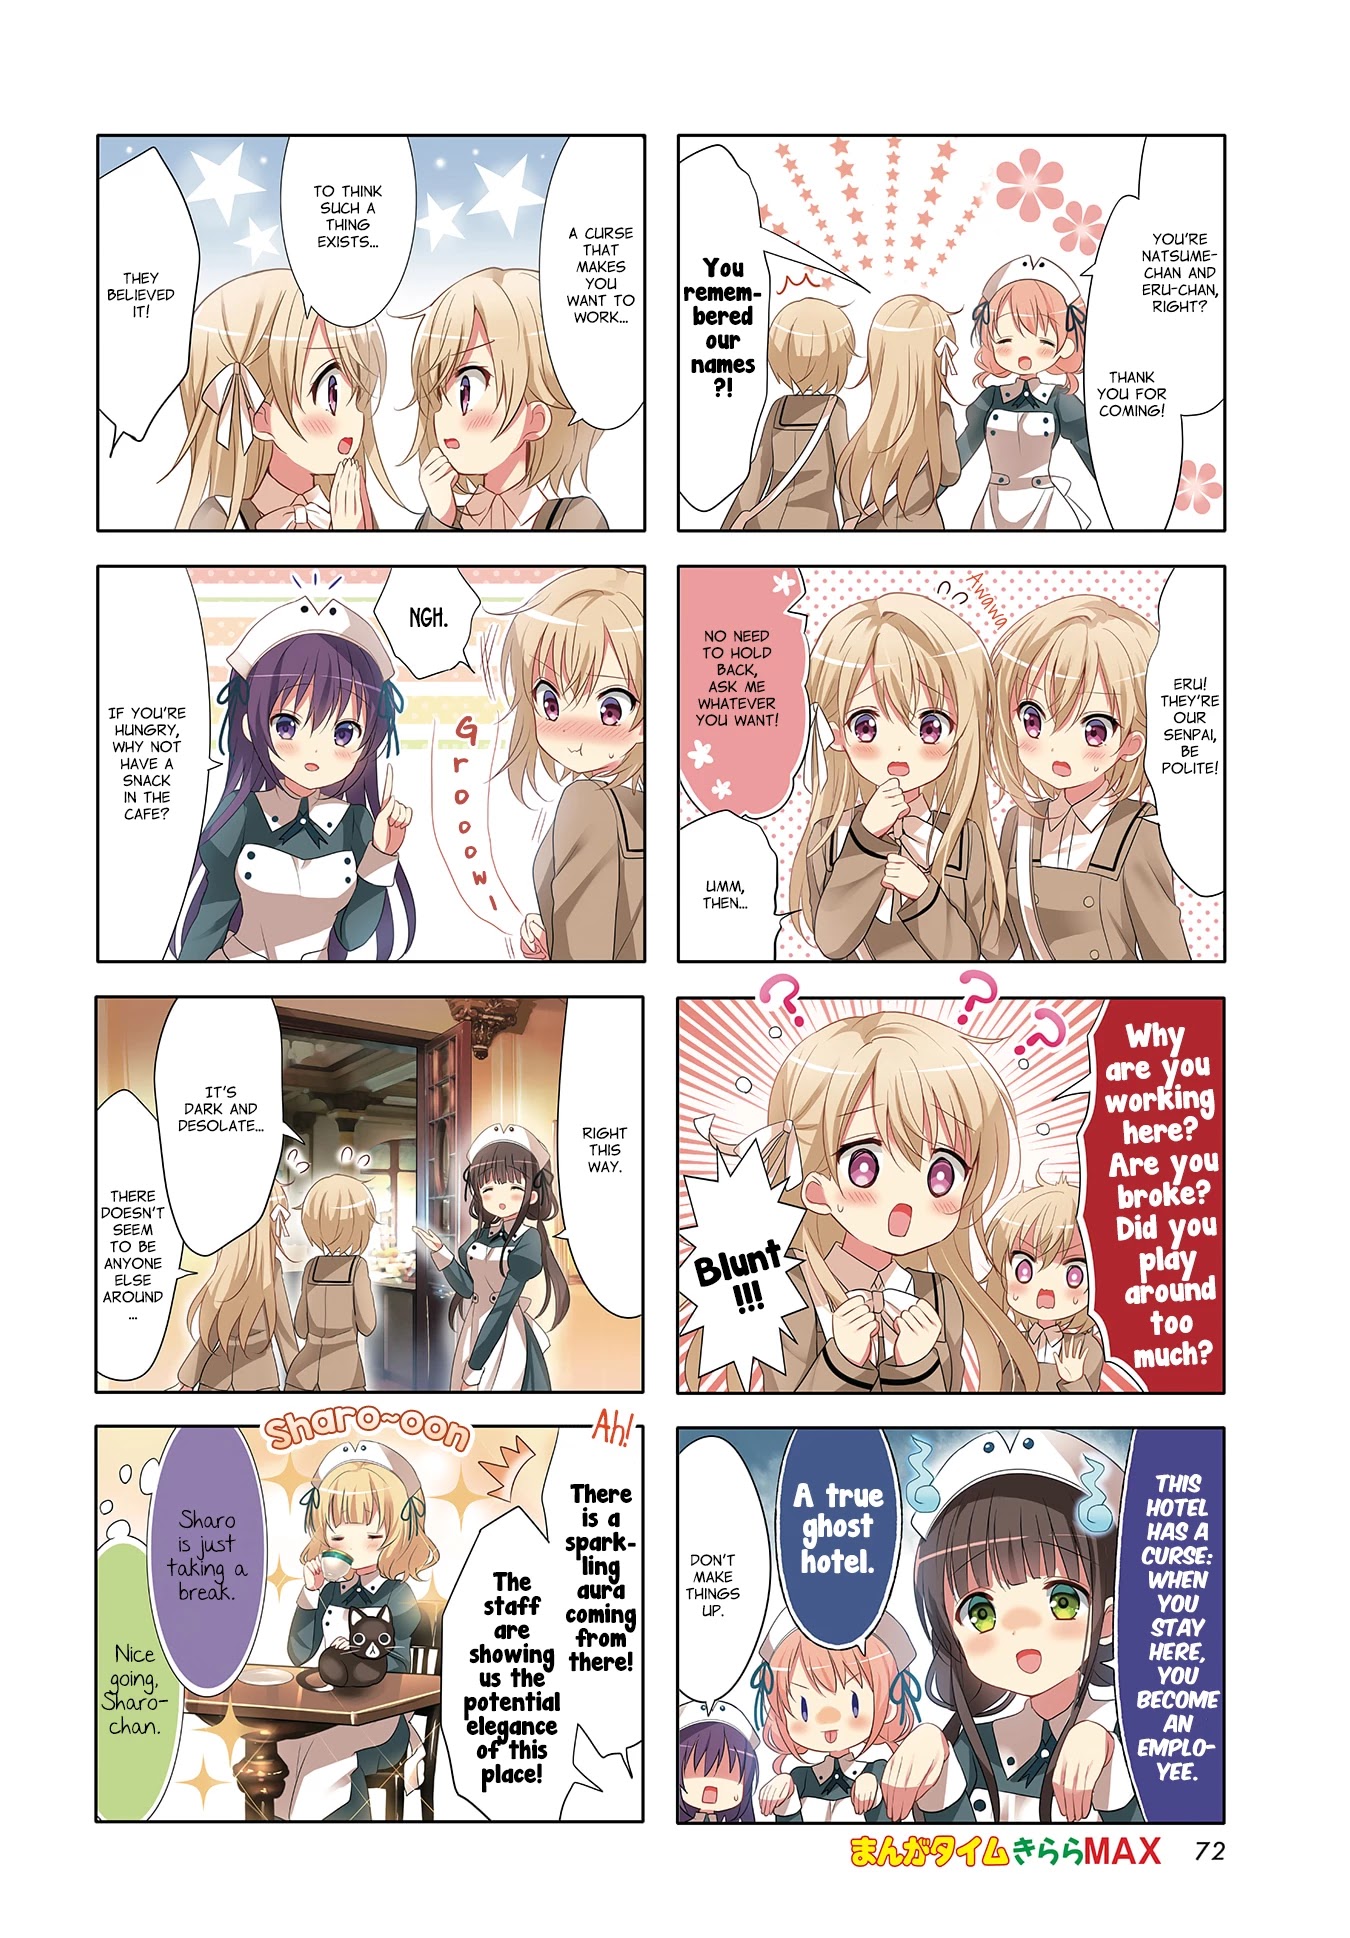 YOU'RE
NATSUME-
CHAN AND
ERU-CHAN,
RIGHT?
THANK
YOU FOR
COMING!
You
remem-
bered
our
names
?!
ERU!
THEY'RE
OUR
SENPAI,
BE
POLITE!
Awawa
NO NEED
TO HOLD
BACK,
ASK ME
WHATEVER
YOU WANT!
UMM,
THEN...
Why
are you
working
here?
Are you
broke?
Did you
play
around
too
much?
Blunt
!!!
THIS
HOTEL
HAS A
CURSE:
WHEN
YOU
STAY
HERE,
YOU
BECOME
AN
EMPLO-
YEE.
A true
ghost
hotel.
DON'T
MAKE
THINGS
UP.
A CURSE
THAT
MAKES
YOU
WANT TO
WORK...
TO THINK
SUCH A
THING
EXISTS...
THEY
BELIEVED
IT!
NGH.
Grooowl
IF YOU'RE
HUNGRY,
WHY NOT
HAVE A
SNACK
IN THE
CAFE?
RIGHT
THIS
WAY.
IT'S
DARK AND
DESOLATE...
THERE
DOESN'T
SEEM
TO BE
ANYONE
ELSE
AROUND
...
Ah!
There
is a
spark-
ling
aura
coming
from
there!
Sharo~oon
The
staff
are
showing
us the
potential
elegance
of this
place!
Sharo
is just
taking a
break.
Nice
going,
Sharo-
chan.
まんがタイムきららMAX 72